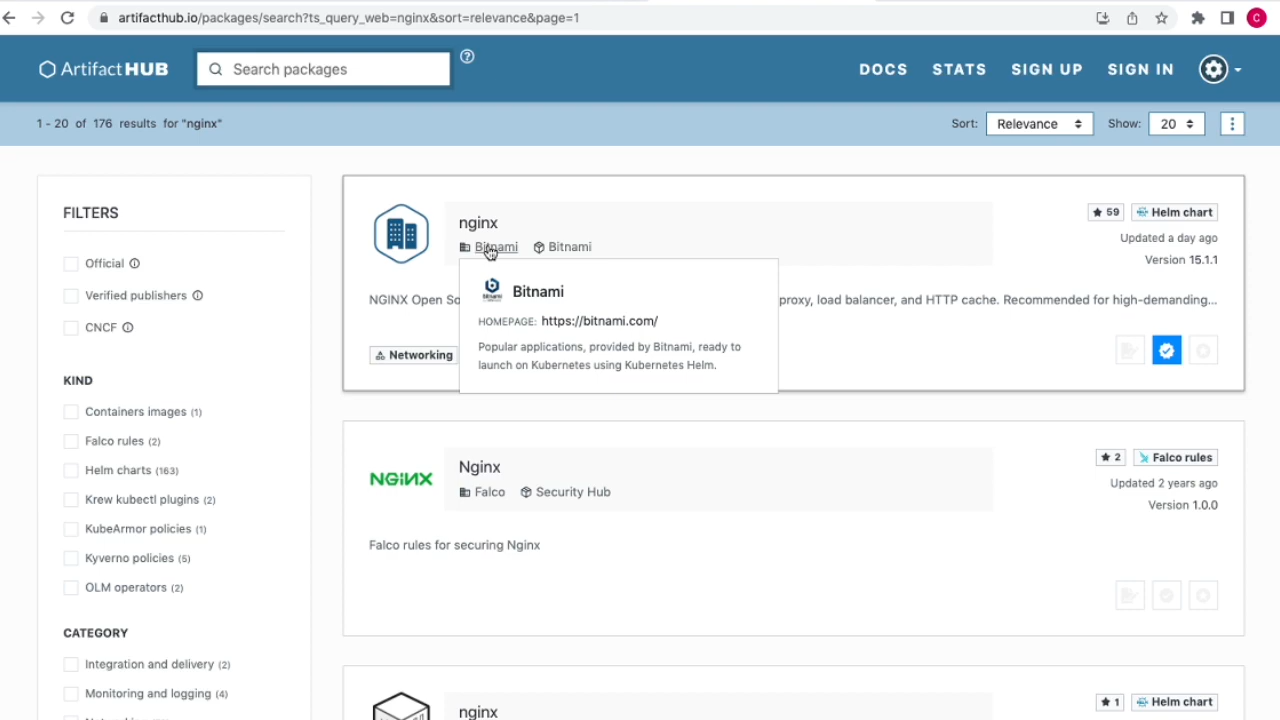 artifacthub.io/packages/search?ts_query_web=nginx&sort=relevance&page=1
C
ArtifactHUB
Search packages
?
DOCS STATS SIGN UP SIGN IN
1 - 20 of 176 results for "nginx"
Sort: Relevance Show: 20
FILTERS
Official
Verified publishers
CNCF
KIND
Containers images (1)
Falco rules (2)
Helm charts (163)
Krew kubectl plugins (2)
KubeArmor policies (1)
Kyverno policies (5)
OLM operators (2)
CATEGORY
Integration and delivery (2)
Monitoring and logging (4)
nginx
Bitnami Bitnami
59 Helm chart
Updated a day ago
Version 15.1.1
Bitnami
HOMEPAGE: https://bitnami.com/
Popular applications, provided by Bitnami, ready to
launch on Kubernetes using Kubernetes Helm.
NGINX Open So proxy, load balancer, and HTTP cache. Recommended for high-demanding...
Networking
NGINX
Nginx
Falco Security Hub
2 Falco rules
Updated 2 years ago
Version 1.0.0
Falco rules for securing Nginx
nginx
1 Helm chart